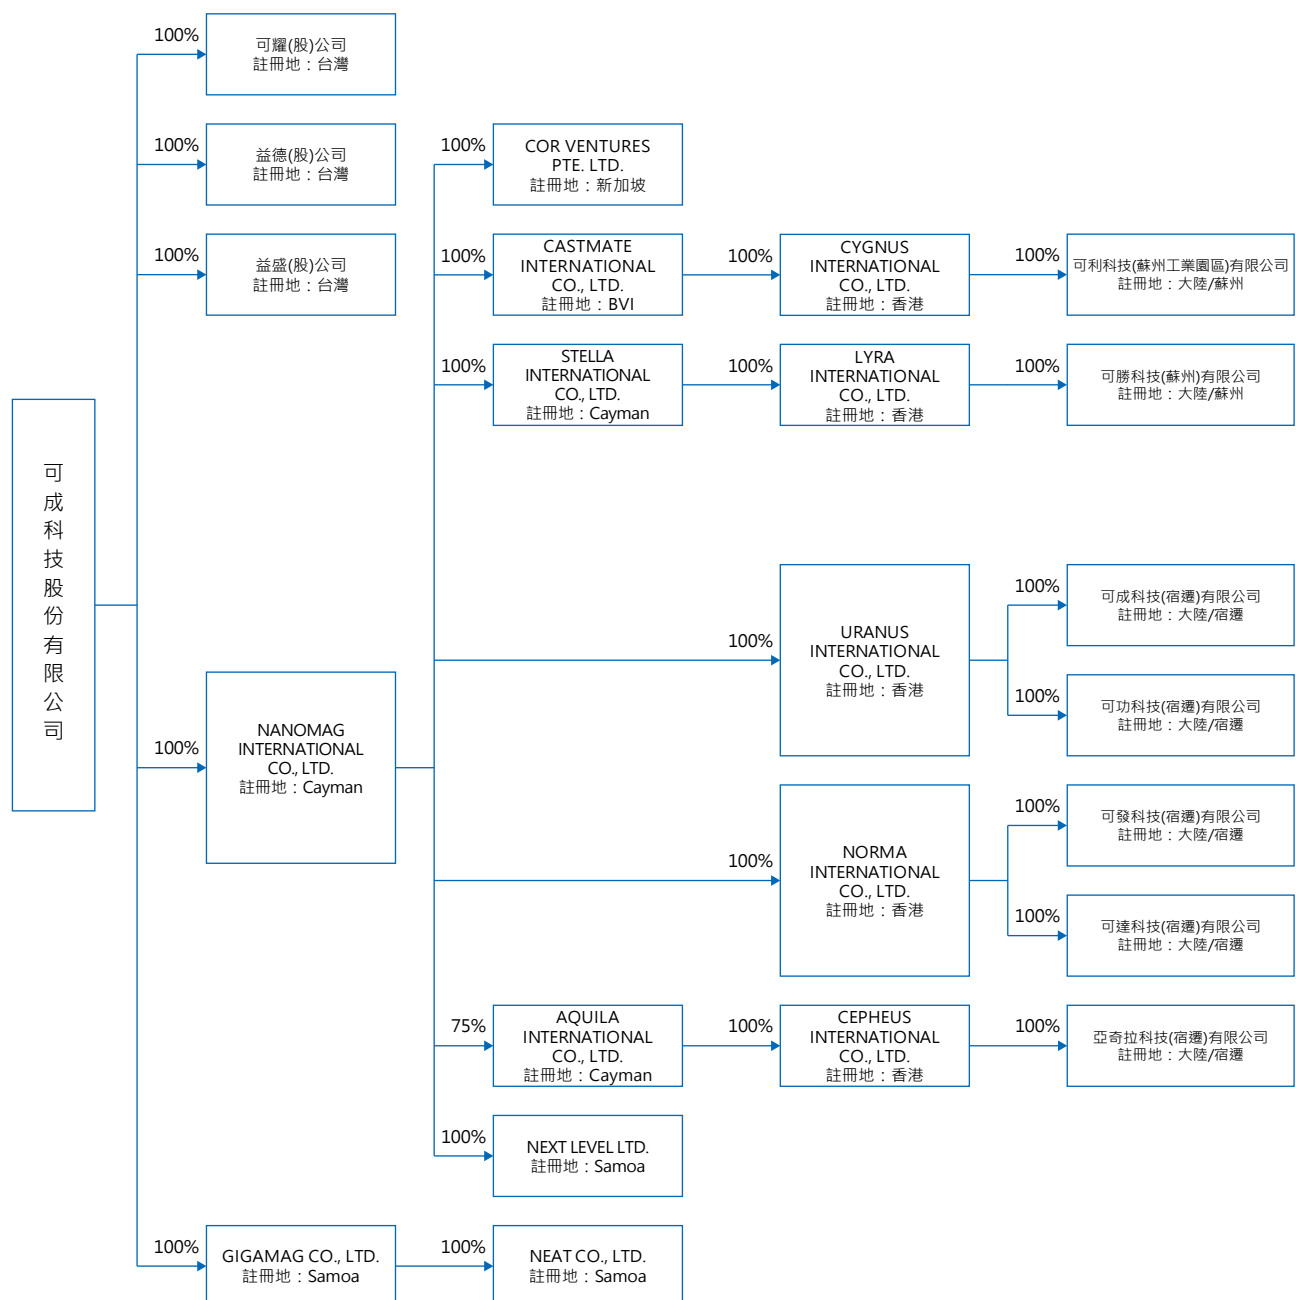 可成科技股份有限公司
100%
可耀(股)公司
註冊地：台灣
100%
益德(股)公司
註冊地：台灣
100%
益盛(股)公司
註冊地：台灣
100%
NANOMAG
INTERNATIONAL
CO., LTD.
註冊地：Cayman
100%
COR VENTURES
PTE. LTD.
註冊地：新加坡
100%
CASTMATE
INTERNATIONAL
CO., LTD.
註冊地：BVI
100%
CYGNUS
INTERNATIONAL
CO., LTD.
註冊地：香港
100%
可利科技(蘇州工業園區)有限公司
註冊地：大陸/蘇州
100%
STELLA
INTERNATIONAL
CO., LTD.
註冊地：Cayman
100%
LYRA
INTERNATIONAL
CO., LTD.
註冊地：香港
100%
可勝科技(蘇州)有限公司
註冊地：大陸/蘇州
100%
URANUS
INTERNATIONAL
CO., LTD.
註冊地：香港
100%
可成科技(宿遷)有限公司
註冊地：大陸/宿遷
100%
可功科技(宿遷)有限公司
註冊地：大陸/宿遷
100%
NORMA
INTERNATIONAL
CO., LTD.
註冊地：香港
100%
可發科技(宿遷)有限公司
註冊地：大陸/宿遷
100%
可達科技(宿遷)有限公司
註冊地：大陸/宿遷
75%
AQUILA
INTERNATIONAL
CO., LTD.
註冊地：Cayman
100%
CEPHEUS
INTERNATIONAL
CO., LTD.
註冊地：香港
100%
亞奇拉科技(宿遷)有限公司
註冊地：大陸/宿遷
100%
NEXT LEVEL LTD.
註冊地：Samoa
100%
GIGAMAG CO., LTD.
註冊地：Samoa
100%
NEAT CO., LTD.
註冊地：Samoa